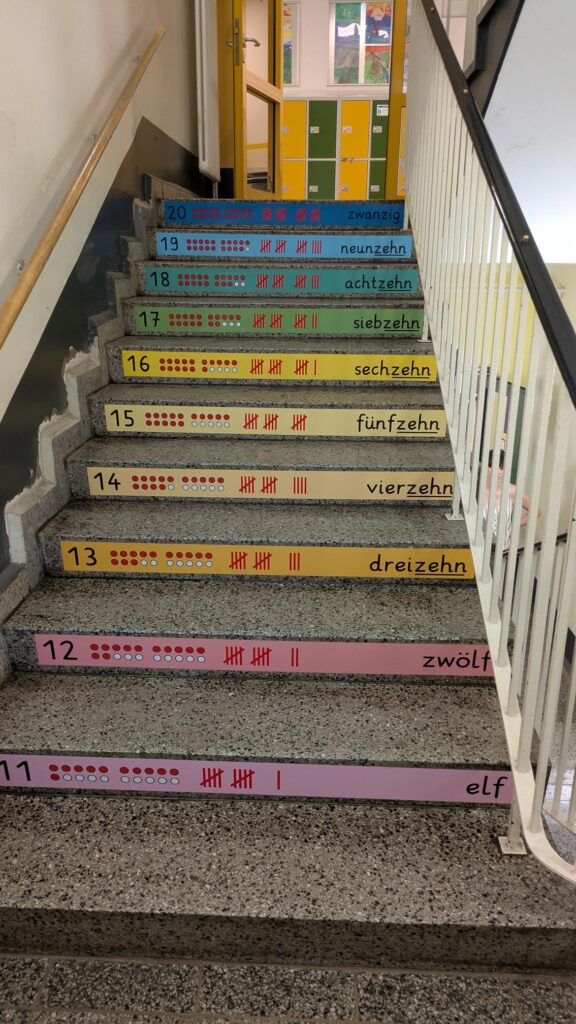 20 zwanzig
19 neunzehn
18 achtzehn
17 siebzehn
16 sechzehn
15 fünfzehn
14 vierzehn
13 dreizehn
12 zwölf
11 elf